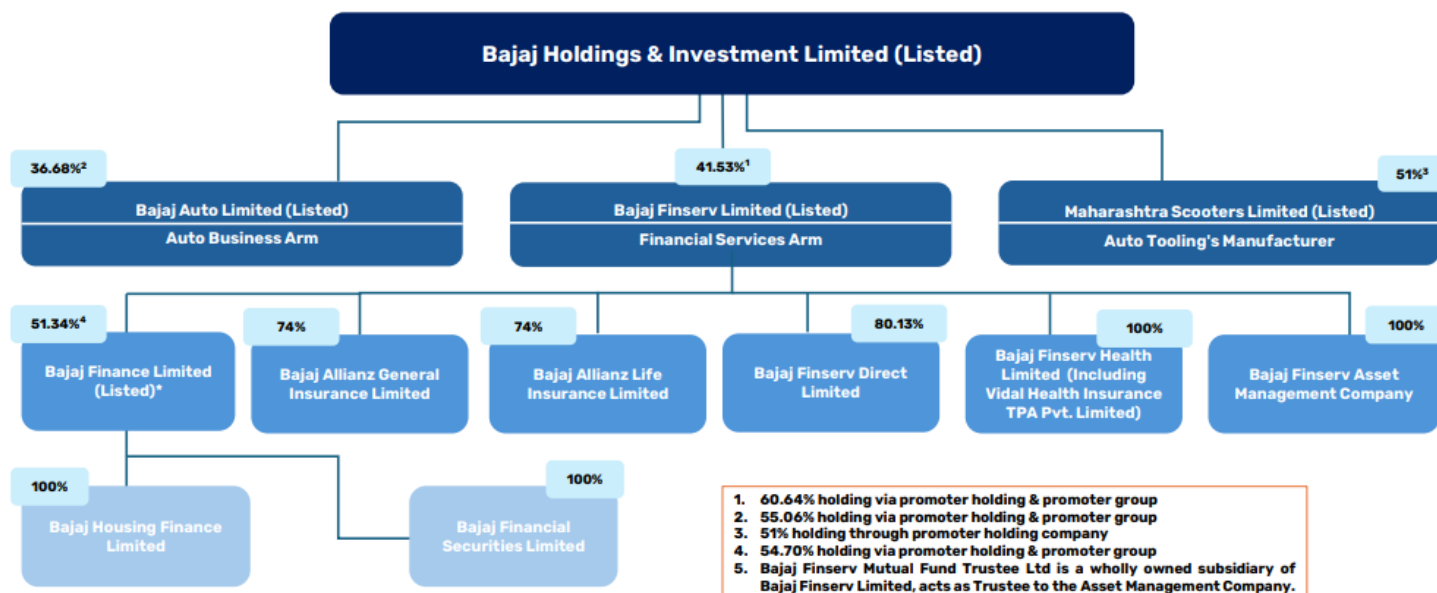 Bajaj Holdings & Investment Limited (Listed)
36.68%²
41.53%¹
51%³
Bajaj Auto Limited (Listed)
Auto Business Arm
Bajaj Finserv Limited (Listed)
Financial Services Arm
Maharashtra Scooters Limited (Listed)
Auto Tooling's Manufacturer
51.34%⁴
74%
74%
80.13%
100%
100%
Bajaj Finance Limited
(Listed)*
Bajaj Allianz General
Insurance Limited
Bajaj Allianz Life
Insurance Limited
Bajaj Finserv Direct
Limited
Bajaj Finserv Health
Limited (Including
Vidal Health Insurance
TPA Pvt. Limited)
Bajaj Finserv Asset
Management Company
100%
100%
Bajaj Housing Finance
Limited
Bajaj Financial
Securities Limited
1. 60.64% holding via promoter holding & promoter group
2. 55.06% holding via promoter holding & promoter group
3. 51% holding through promoter holding company
4. 54.70% holding via promoter holding & promoter group
5. Bajaj Finserv Mutual Fund Trustee Ltd is a wholly owned subsidiary of
Bajaj Finserv Limited, acts as Trustee to the Asset Management Company.